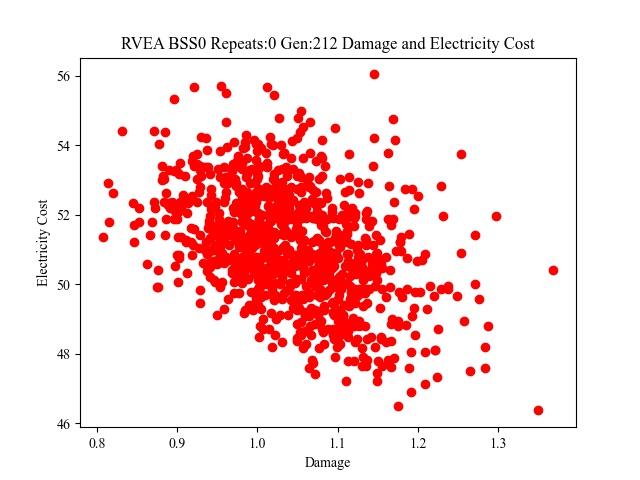 RVEA BSS0 Repeats:0 Gen:212 Damage and Electricity Cost
56
54
52
50
48
46
Electricity Cost
0.8 0.9 1.0 1.1 1.2 1.3
Damage